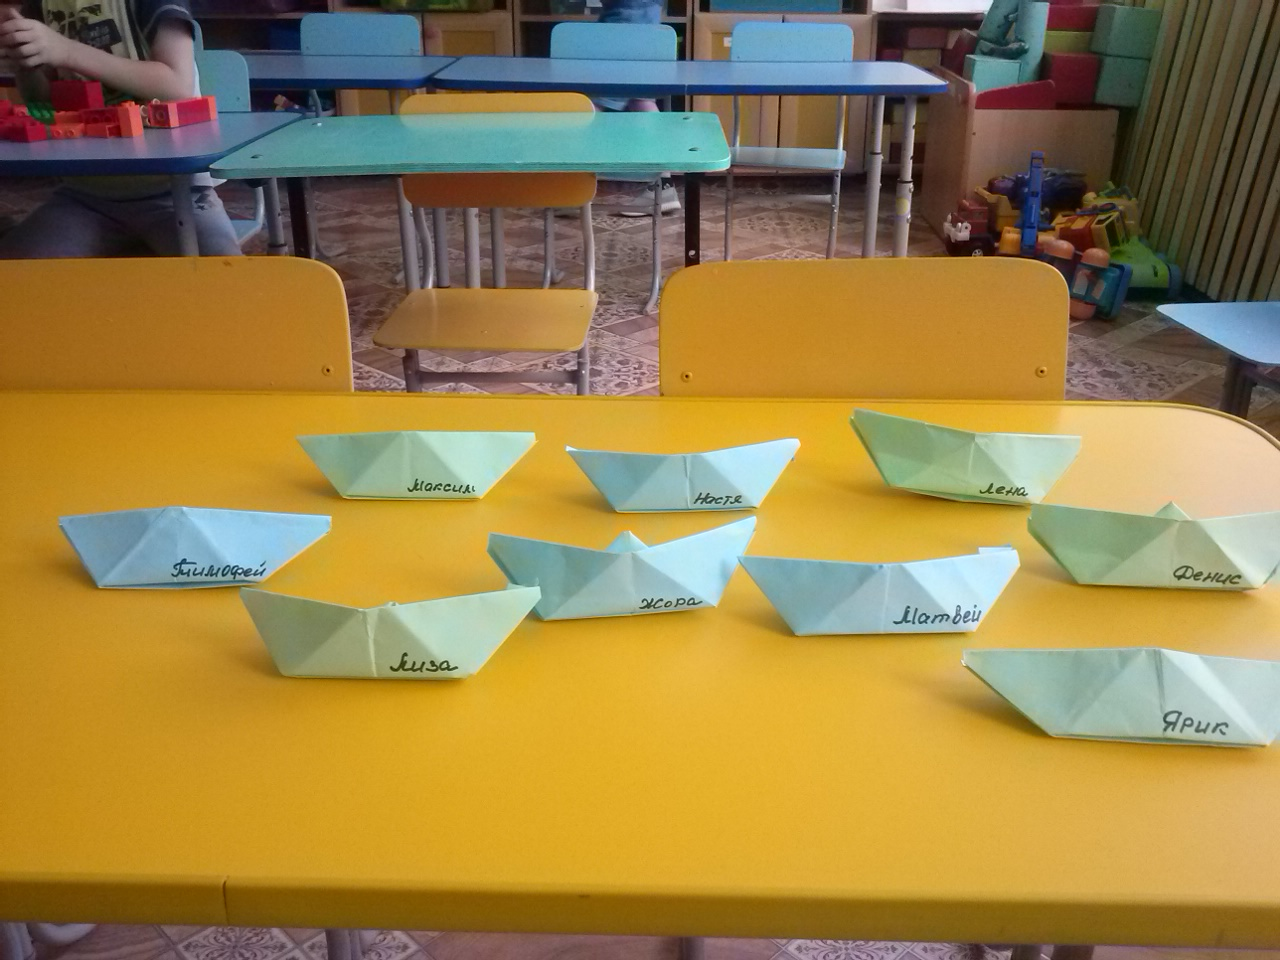 Максим
Настя
Лена
Тимофей
Жора
Матвей
Денис
Лиза
Ярик